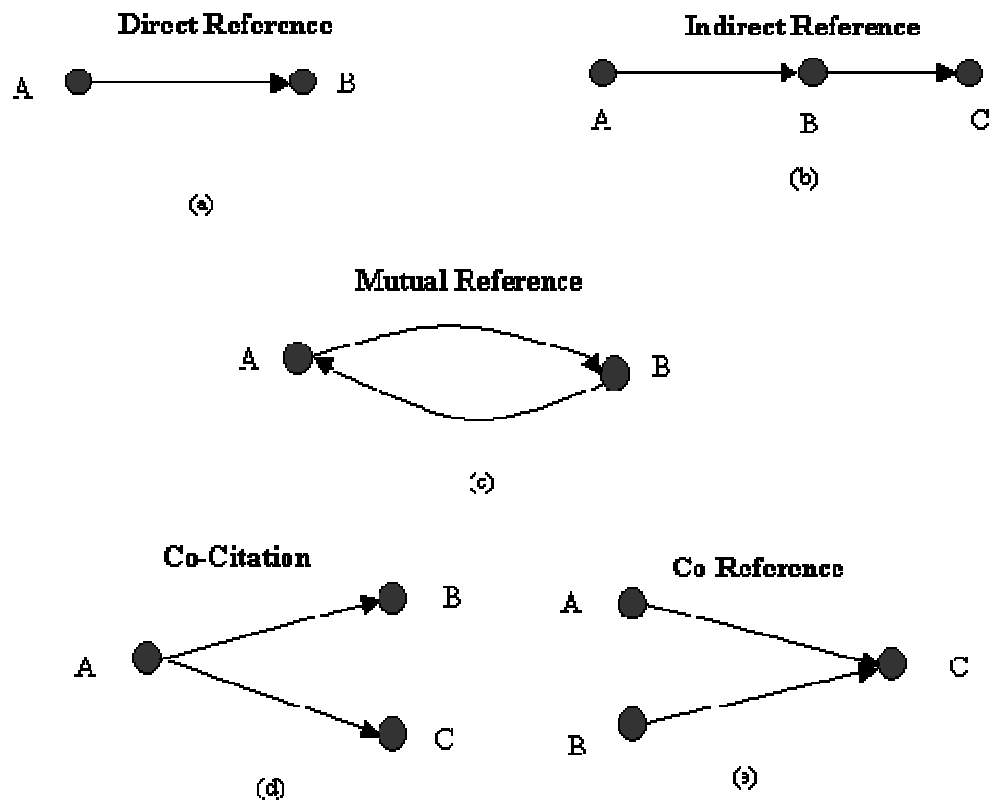 Direct Reference
A B
(a)
Indirect Reference
A B C
(b)
Mutual Reference
A B
(c)
Co-Citation
A B
C
(d)
Co Reference
A
C
B
(e)